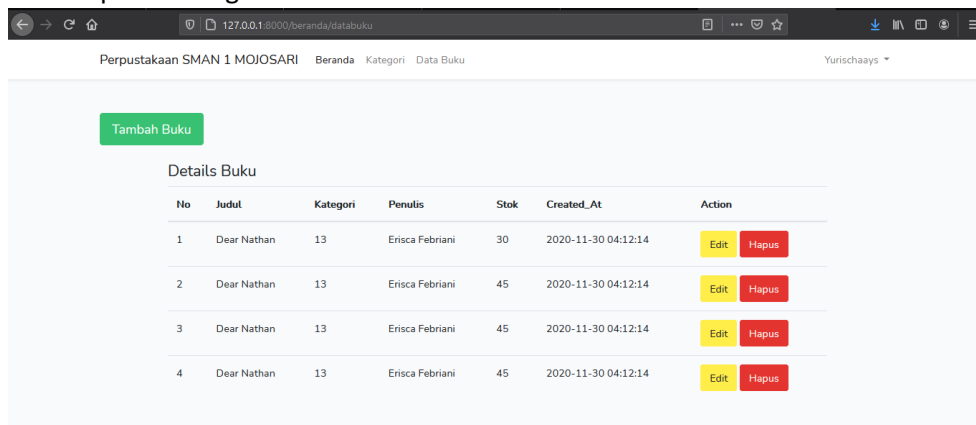 127.0.0.1:8000/beranda/databuku
Perpustakaan SMAN 1 MOJOSARI Beranda Kategori Data Buku Yurischaays
Tambah Buku
Details Buku
No Judul Kategori Penulis Stok Created_At Action
1 Dear Nathan 13 Erisca Febriani 30 2020-11-30 04:12:14 Edit Hapus
2 Dear Nathan 13 Erisca Febriani 45 2020-11-30 04:12:14 Edit Hapus
3 Dear Nathan 13 Erisca Febriani 45 2020-11-30 04:12:14 Edit Hapus
4 Dear Nathan 13 Erisca Febriani 45 2020-11-30 04:12:14 Edit Hapus